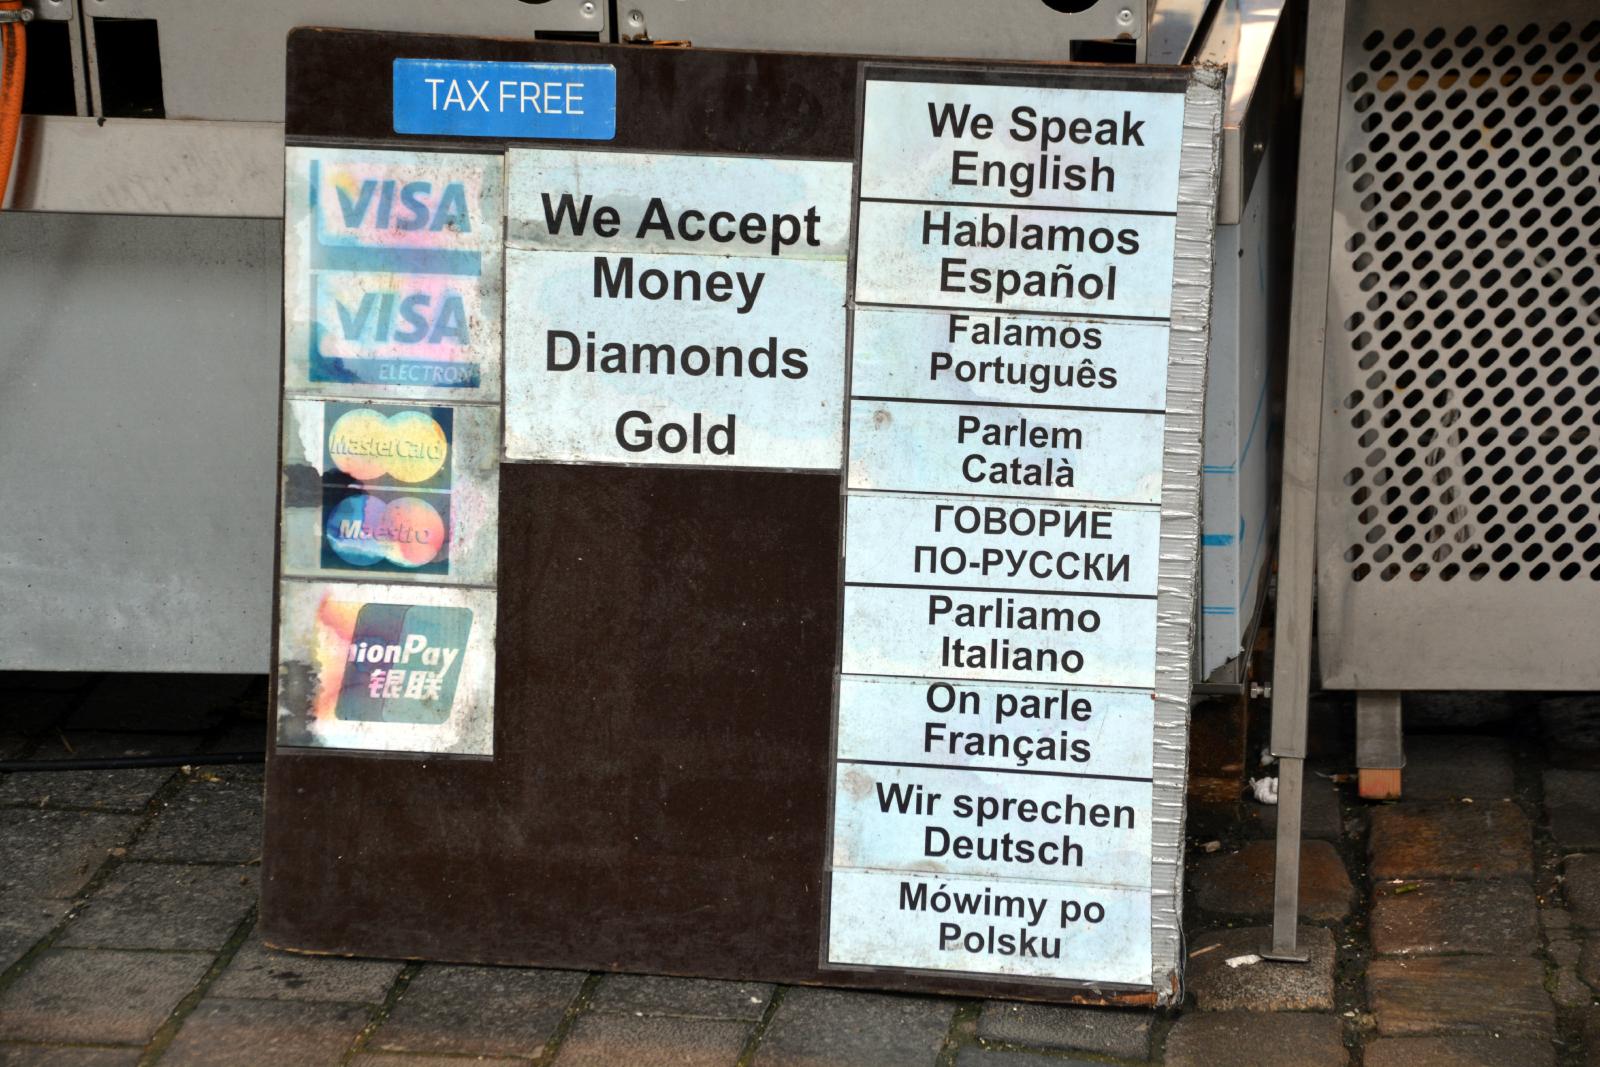 TAX FREE
VISA
VISA
ELECTRON
MasterCard
Maestro
UnionPay
银联
We Accept
Money
Diamonds
Gold
We Speak
English
Hablamos
Español
Falamos
Português
Parlem
Català
ГОВОРИЕ
ПО-РУССКИ
Parliamo
Italiano
On parle
Français
Wir sprechen
Deutsch
Mówimy po
Polsku